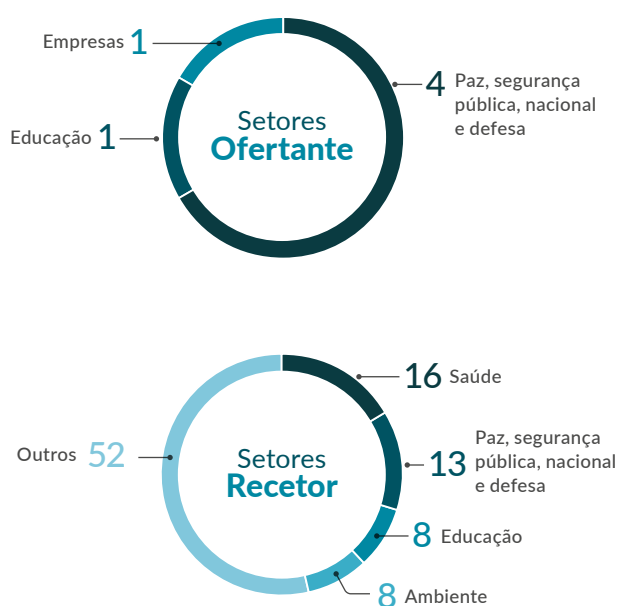 Empresas 1
4 Paz, segurança
pública, nacional
e defesa
Educação 1
Setores
Ofertante
16 Saúde
Outros 52
Setores
Recetor
13 Paz, segurança
pública, nacional
e defesa
8 Educação
8 Ambiente